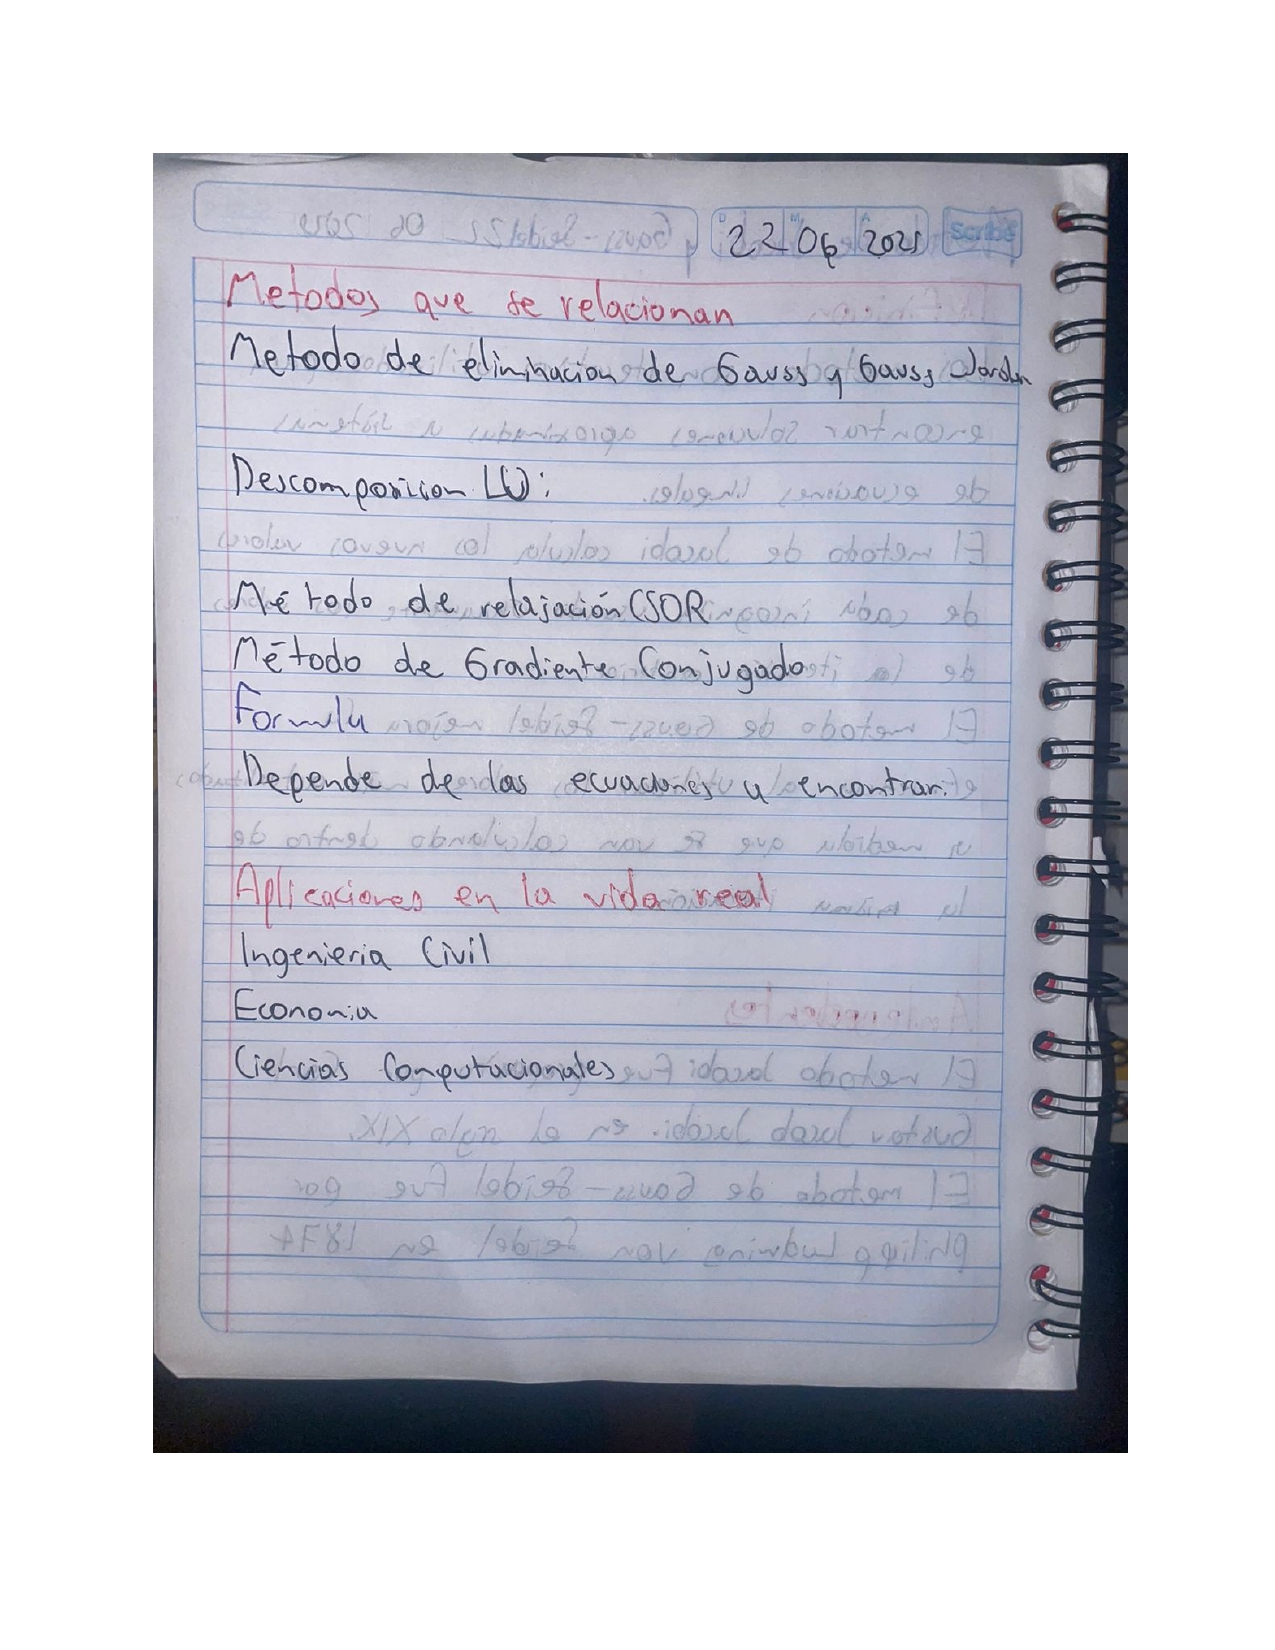 22 06 2025 Scribe
Metodos que se relacionan
Metodo de eliminacion de Gauss y Gauss Jordan
Descomposicion LU:
Método de relajación (SOR
Método de Gradiente Conjugado
Formula
Depende de las ecuaciones a encontrar.
Aplicaciones en la vida real
Ingenieria Civil
Economia
Ciencias Computacionales